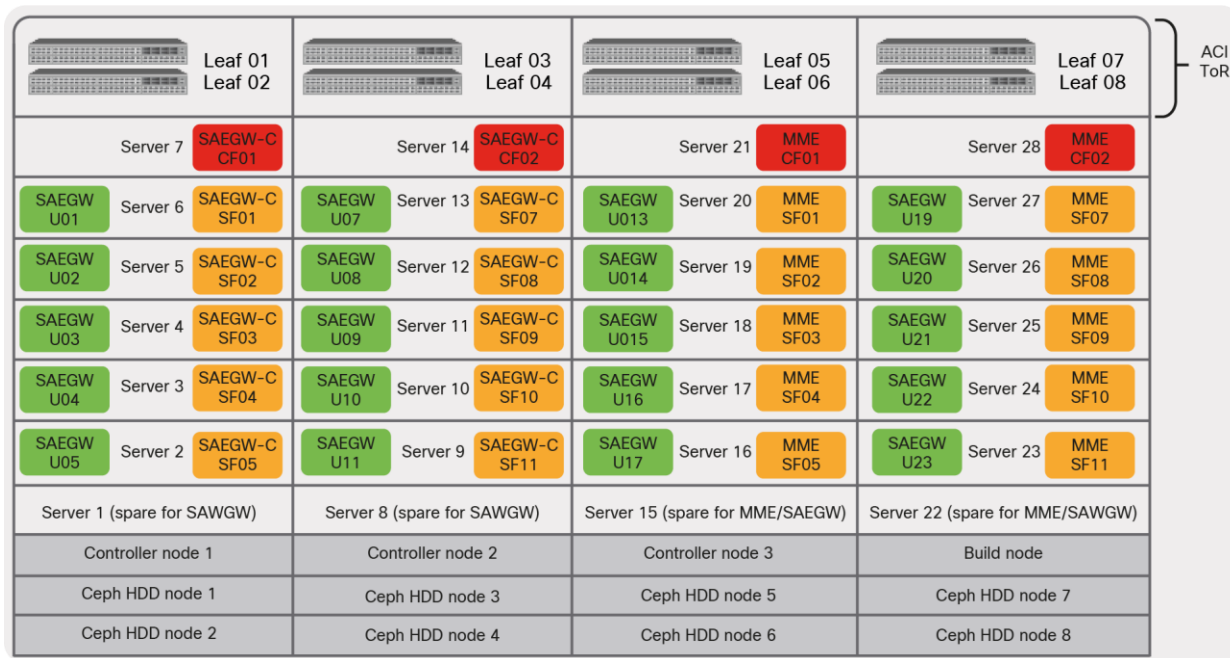 Leaf 01
Leaf 02
Leaf 03
Leaf 04
Leaf 05
Leaf 06
Leaf 07
Leaf 08
ACI
ToR
Server 7
SAEGW-C
CF01
Server 14
SAEGW-C
CF02
Server 21
MME
CF01
Server 28
MME
CF02
SAEGW
U01
Server 6
SAEGW-C
SF01
SAEGW
U07
Server 13
SAEGW-C
SF07
SAEGW
U013
Server 20
MME
SF01
SAEGW
U19
Server 27
MME
SF07
SAEGW
U02
Server 5
SAEGW-C
SF02
SAEGW
U08
Server 12
SAEGW-C
SF08
SAEGW
U014
Server 19
MME
SF02
SAEGW
U20
Server 26
MME
SF08
SAEGW
U03
Server 4
SAEGW-C
SF03
SAEGW
U09
Server 11
SAEGW-C
SF09
SAEGW
U015
Server 18
MME
SF03
SAEGW
U21
Server 25
MME
SF09
SAEGW
U04
Server 3
SAEGW-C
SF04
SAEGW
U10
Server 10
SAEGW-C
SF10
SAEGW
U16
Server 17
MME
SF04
SAEGW
U22
Server 24
MME
SF10
SAEGW
U05
Server 2
SAEGW-C
SF05
SAEGW
U11
Server 9
SAEGW-C
SF11
SAEGW
U17
Server 16
MME
SF05
SAEGW
U23
Server 23
MME
SF11
Server 1 (spare for SAWGW)
Server 8 (spare for SAWGW)
Server 15 (spare for MME/SAEGW)
Server 22 (spare for MME/SAWGW)
Controller node 1
Controller node 2
Controller node 3
Build node
Ceph HDD node 1
Ceph HDD node 3
Ceph HDD node 5
Ceph HDD node 7
Ceph HDD node 2
Ceph HDD node 4
Ceph HDD node 6
Ceph HDD node 8